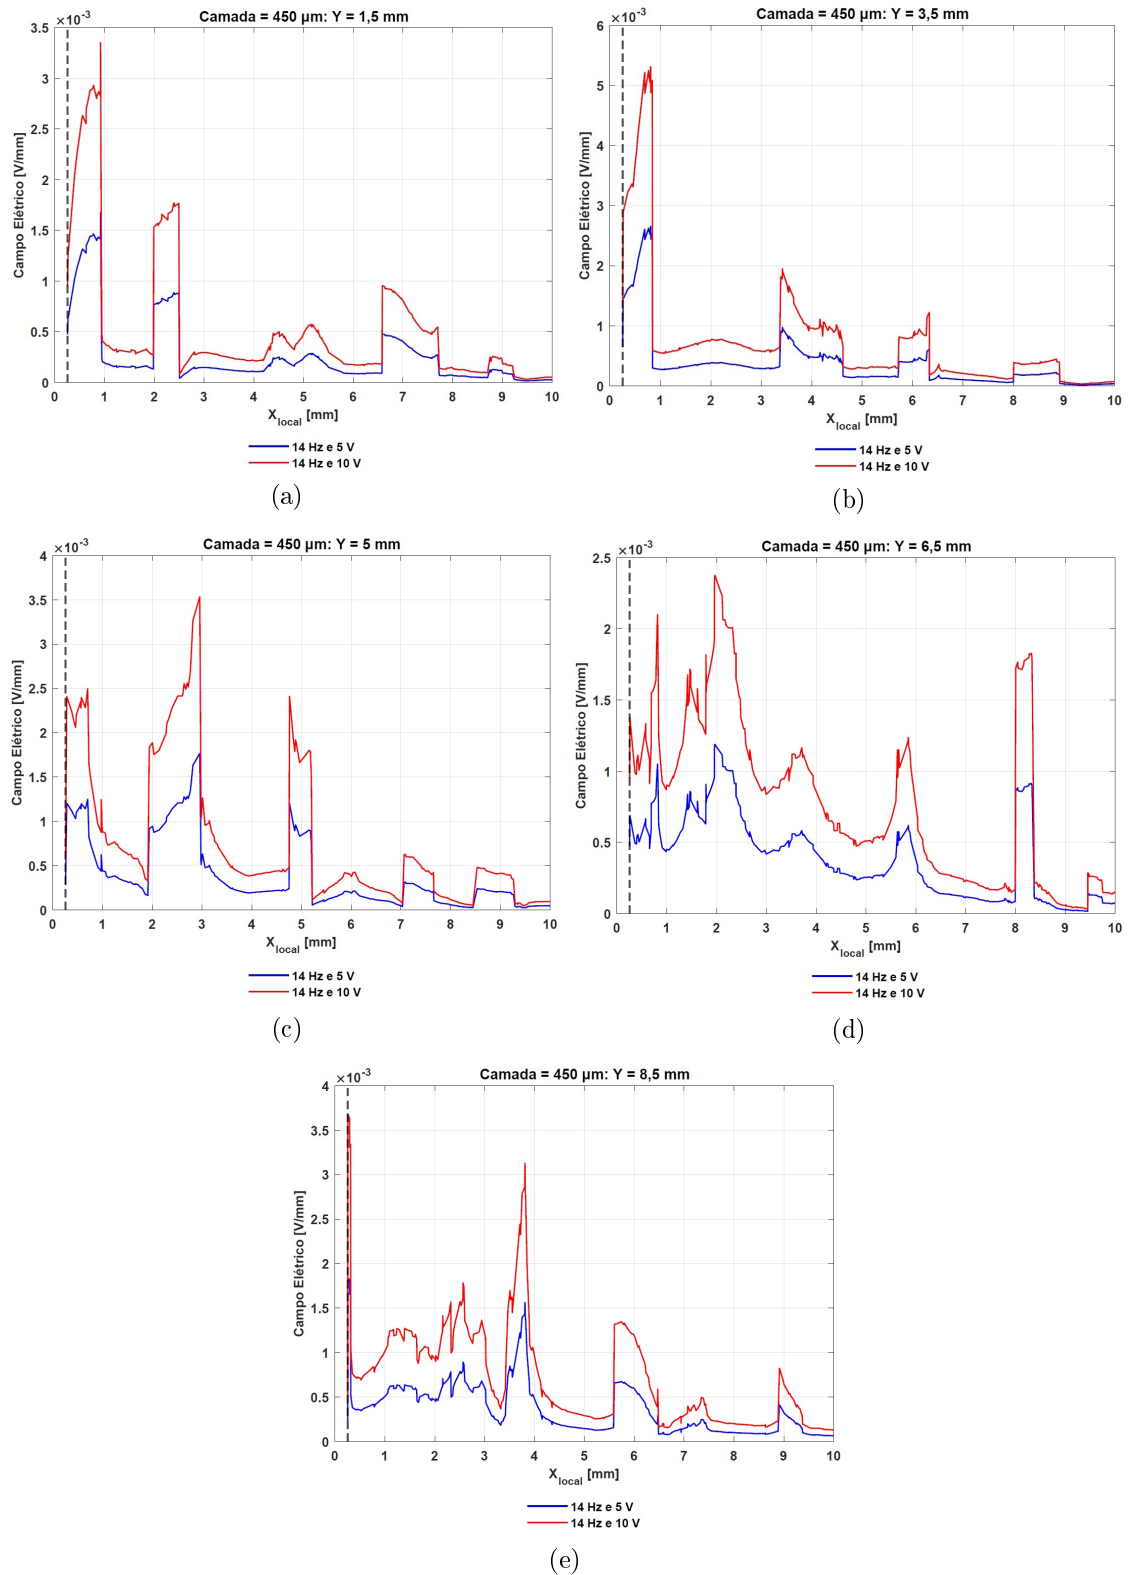 Camada = 450 µm: Y = 1,5 mm
×10⁻³
3.5
3
2.5
2
1.5
1
0.5
0
Campo Elétrico [V/mm]
0 1 2 3 4 5 6 7 8 9 10
X_local [mm]
14 Hz e 5 V
14 Hz e 10 V
(a)
Camada = 450 µm: Y = 3,5 mm
×10⁻³
6
5
4
3
2
1
0
Campo Elétrico [V/mm]
0 1 2 3 4 5 6 7 8 9 10
X_local [mm]
14 Hz e 5 V
14 Hz e 10 V
(b)
Camada = 450 µm: Y = 5 mm
×10⁻³
4
3.5
3
2.5
2
1.5
1
0.5
0
Campo Elétrico [V/mm]
0 1 2 3 4 5 6 7 8 9 10
X_local [mm]
14 Hz e 5 V
14 Hz e 10 V
(c)
Camada = 450 µm: Y = 6,5 mm
×10⁻³
2.5
2
1.5
1
0.5
0
Campo Elétrico [V/mm]
0 1 2 3 4 5 6 7 8 9 10
X_local [mm]
14 Hz e 5 V
14 Hz e 10 V
(d)
Camada = 450 µm: Y = 8,5 mm
×10⁻³
4
3.5
3
2.5
2
1.5
1
0.5
0
Campo Elétrico [V/mm]
0 1 2 3 4 5 6 7 8 9 10
X_local [mm]
14 Hz e 5 V
14 Hz e 10 V
(e)